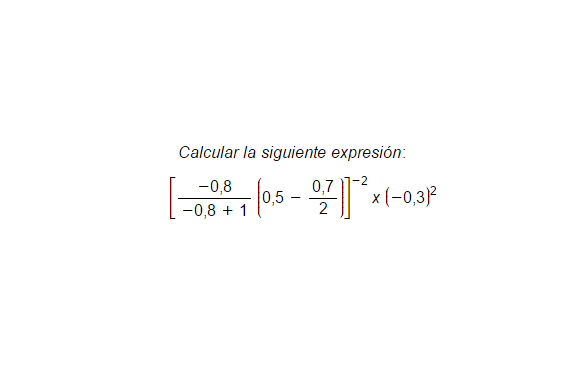 Calcular la siguiente expresión:
[ −0,8 / −0,8 + 1 ( 0,5 − 0,7 / 2 ) ]−2 x (−0,3)2